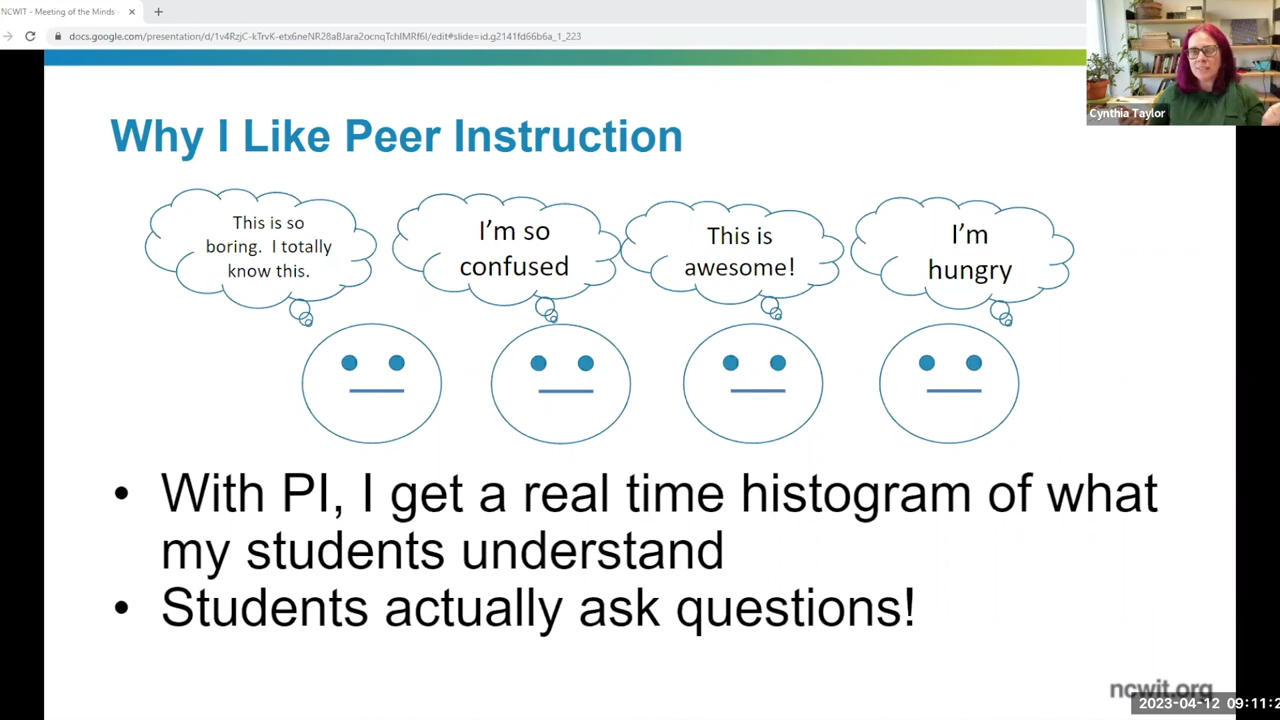 NCWIT - Meeting of the Minds -
docs.google.com/presentation/d/1v4RzjC-kTrvK-etx6neNR28aBJara2ocnqTchIMRf6I/edit#slide=id.g2141fd66b6a_1_223
Cynthia Taylor
Why I Like Peer Instruction
This is so
boring. I totally
know this.
I'm so
confused
This is
awesome!
I'm
hungry
• With PI, I get a real time histogram of what
my students understand
• Students actually ask questions!
ncwit.org
2023-04-12 09:11:2